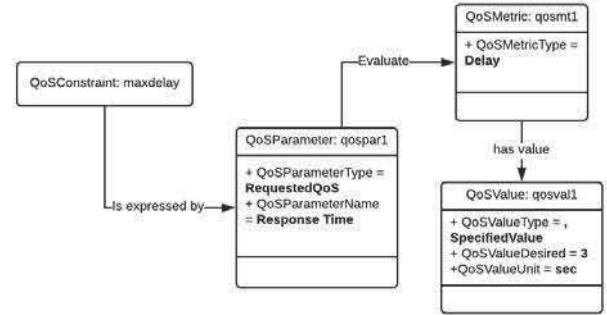 QoSMetric: qosmt1
+ QoSMetricType =
Delay
Evaluate
QoSConstraint: maxdelay
has value
QoSParameter: qospar1
+ QoSParameterType =
RequestedQoS
+ QoSParameterName
= Response Time
Is expressed by
QoSValue: qosval1
+ QoSValueType = ,
SpecifiedValue
+ QoSValueDesired = 3
+QoSValueUnit = sec